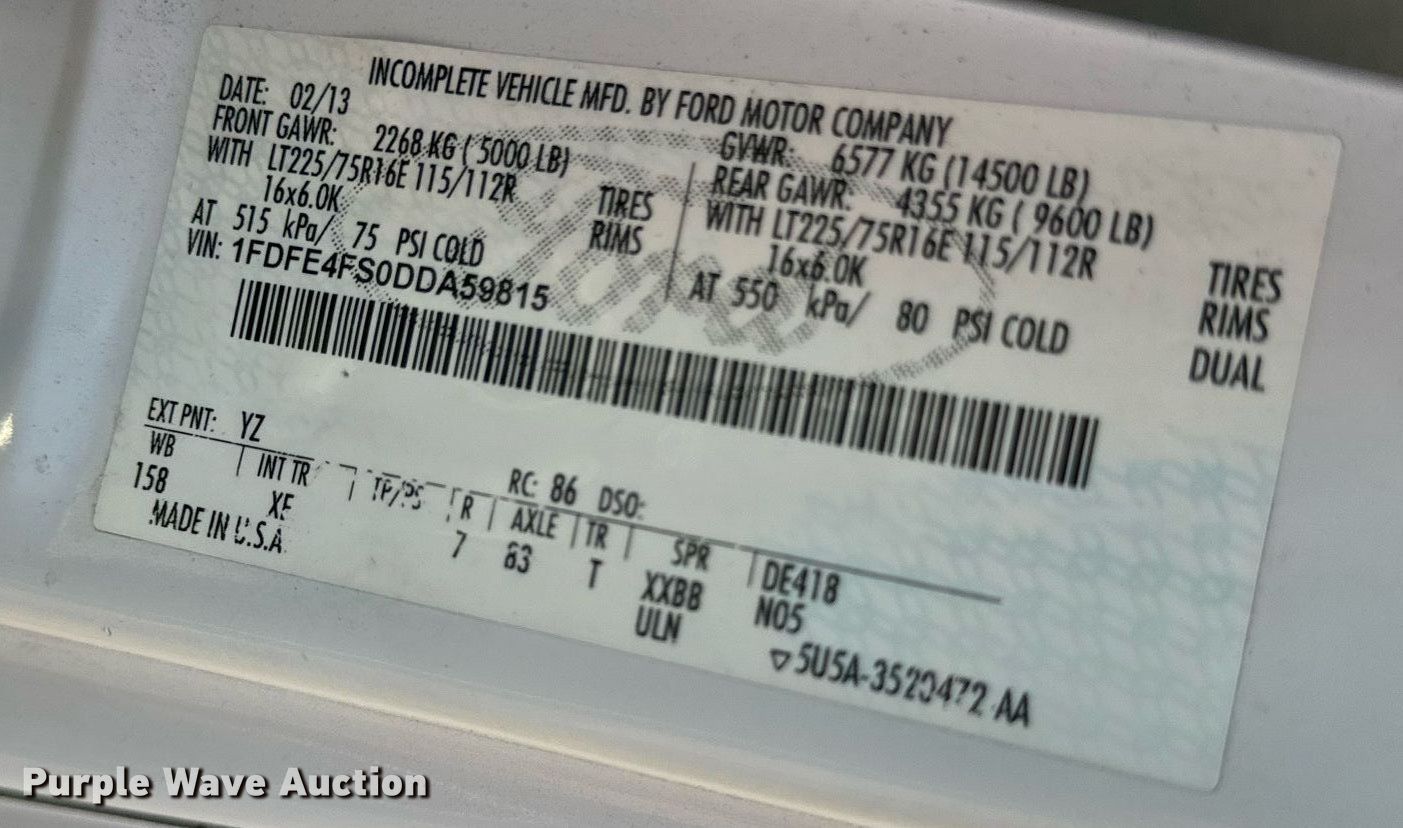 INCOMPLETE VEHICLE MFD. BY FORD MOTOR COMPANY
DATE: 02/13 GVWR: 6577 KG (14500 LB)
FRONT GAWR: 2268 KG ( 5000 LB) REAR GAWR: 4355 KG ( 9600 LB)
WITH LT225/75R16E 115/112R TIRES WITH LT225/75R16E 115/112R TIRES
16x6.0K RIMS 16x6.0K RIMS
AT 515 kPa/ 75 PSI COLD AT 550 kPa/ 80 PSI COLD DUAL
VIN: 1FDFE4FS0DDA59815
EXT PNT: YZ RC: 86 DSO:
WB INT TR TP/PS R AXLE TR SPR DE418
158 XE 7 83 T XXBB N05
MADE IN U.S.A. ULN
5U5A-3520472 AA
Purple Wave Auction